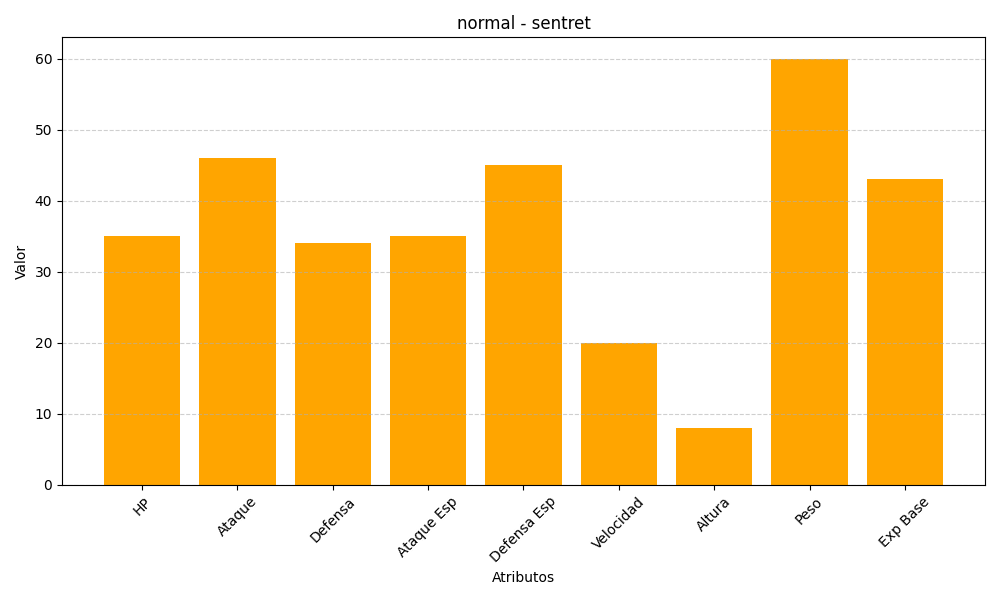 normal - sentret
Valor
60
50
40
30
20
10
0
HP
Ataque
Defensa
Ataque Esp
Defensa Esp
Velocidad
Altura
Peso
Exp Base
Atributos